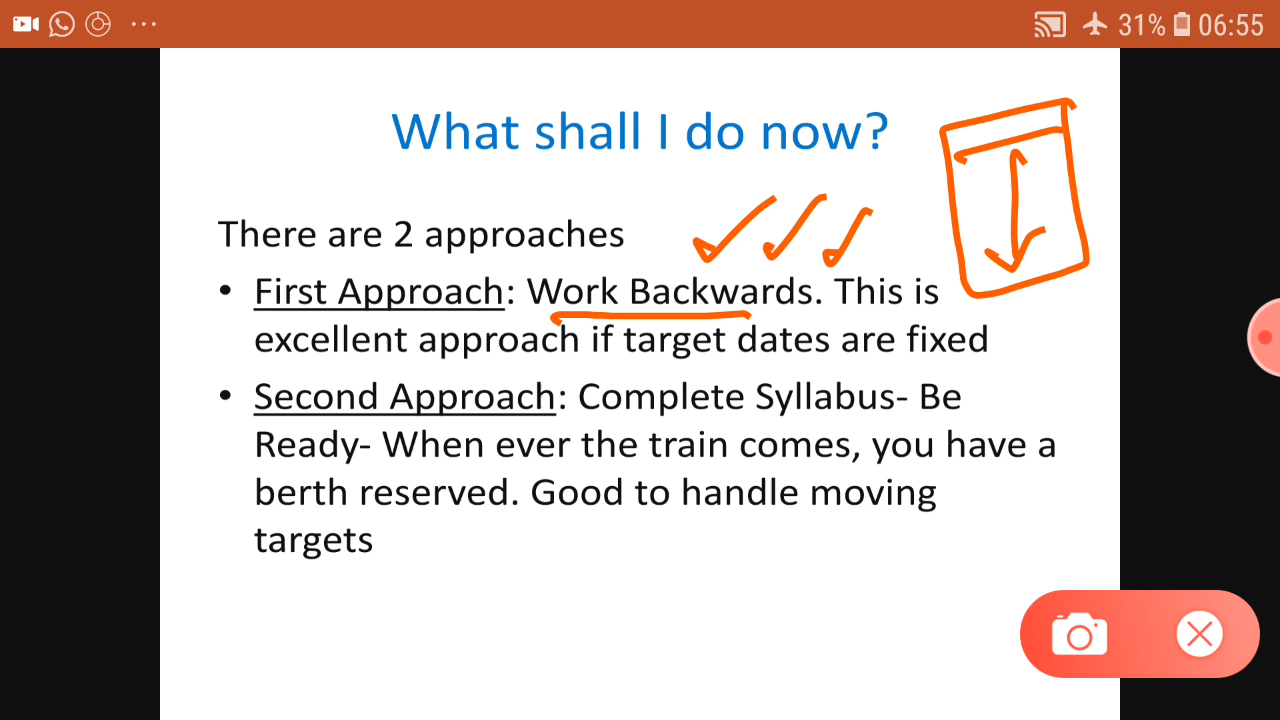 31% 06:55
What shall I do now?
There are 2 approaches
• First Approach: Work Backwards. This is
excellent approach if target dates are fixed
• Second Approach: Complete Syllabus- Be
Ready- When ever the train comes, you have a
berth reserved. Good to handle moving
targets